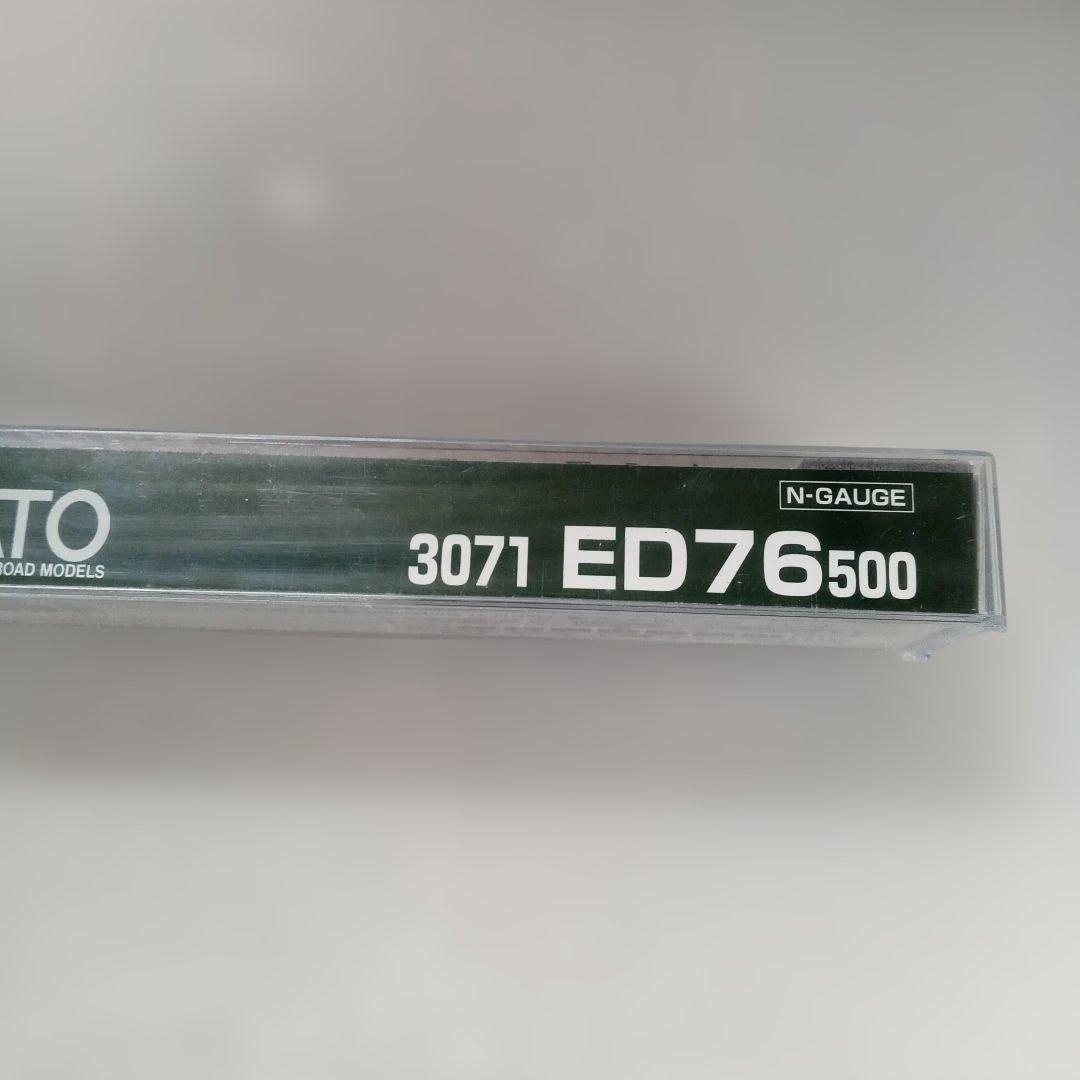 N-GAUGE
ATO
3071 ED76500
ROAD MODELS